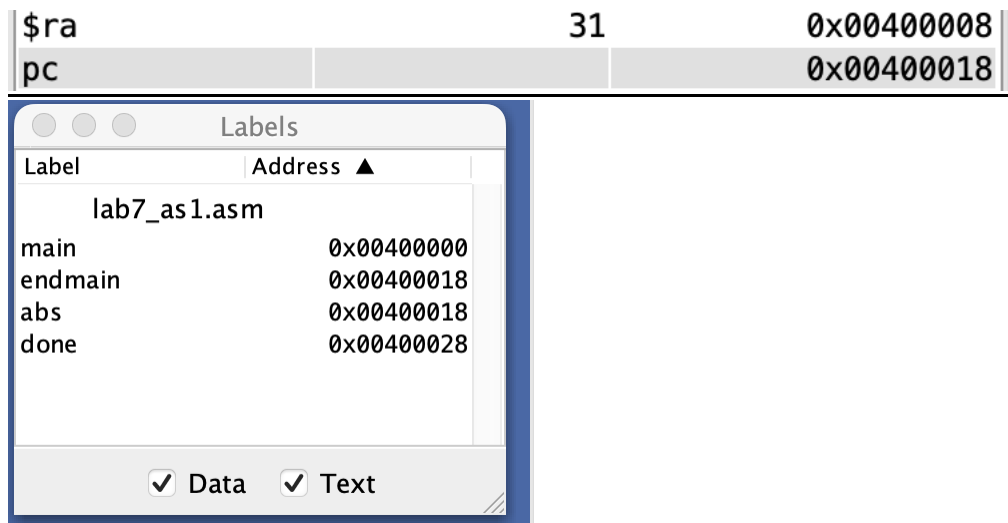 $ra 31 0x00400008
pc 0x00400018
Labels
Label Address ▲
lab7_as1.asm
main 0x00400000
endmain 0x00400018
abs 0x00400018
done 0x00400028
Data Text